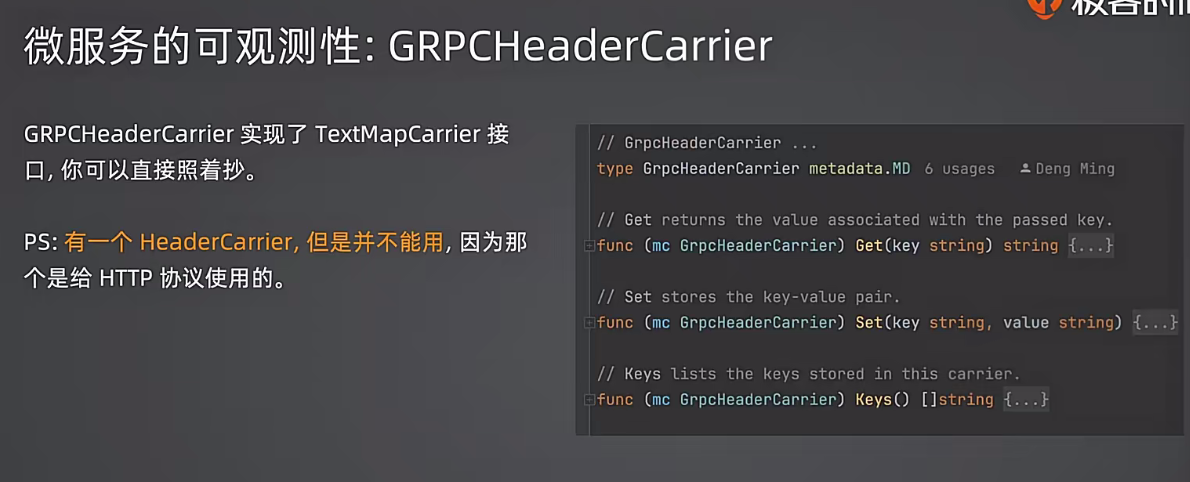 微服务的可观测性: GRPCHeaderCarrier
GRPCHeaderCarrier 实现了 TextMapCarrier 接
口, 你可以直接照着抄。
PS: 有一个 HeaderCarrier, 但是并不能用, 因为那
个是给 HTTP 协议使用的。
// GrpcHeaderCarrier ...
type GrpcHeaderCarrier metadata.MD 6 usages Deng Ming
// Get returns the value associated with the passed key.
func (mc GrpcHeaderCarrier) Get(key string) string {...}
// Set stores the key-value pair.
func (mc GrpcHeaderCarrier) Set(key string, value string) {...}
// Keys lists the keys stored in this carrier.
func (mc GrpcHeaderCarrier) Keys() []string {...}